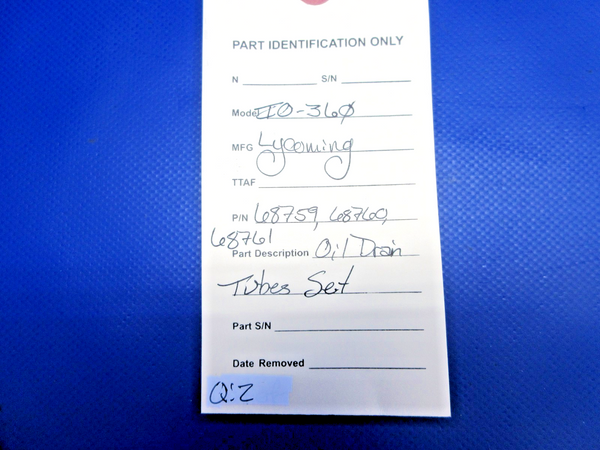 PART IDENTIFICATION ONLY
N S/N
Model IO-360
MFG Lycoming
TTAF
P/N 68759, 68760,
68761
Part Description Oil Drain
Tubes Set
Part S/N
Date Removed
Q:2